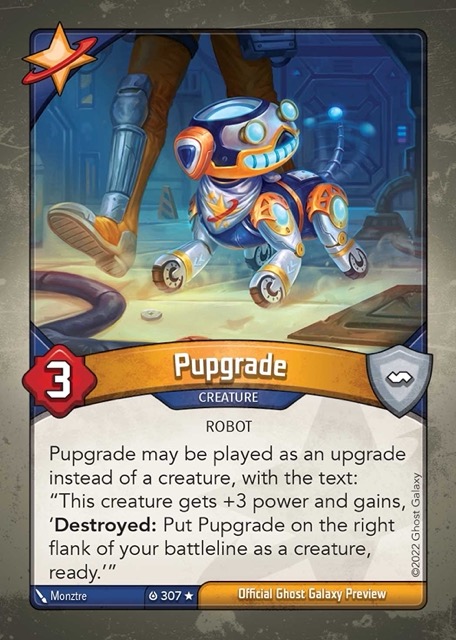 3
Pupgrade
CREATURE
ROBOT
Pupgrade may be played as an upgrade
instead of a creature, with the text:
“This creature gets +3 power and gains,
‘Destroyed: Put Pupgrade on the right
flank of your battleline as a creature,
ready.’”
©2022 Ghost Galaxy
Monztre
307 ★
Official Ghost Galaxy Preview